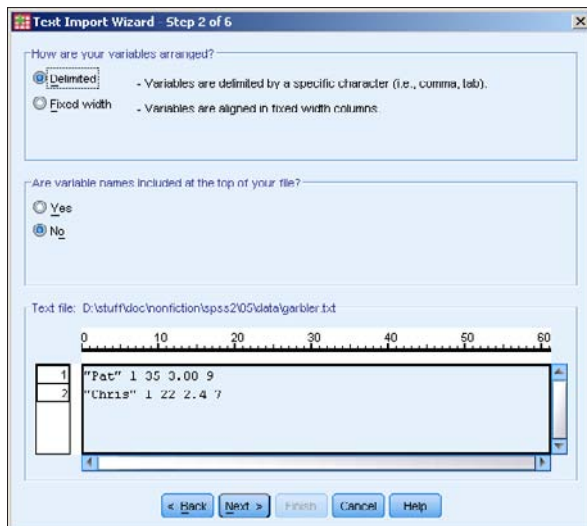 Text Import Wizard - Step 2 of 6
How are your variables arranged?
Delimited - Variables are delimited by a specific character (i.e., comma, tab).
Fixed width - Variables are aligned in fixed width columns.
Are variable names included at the top of your file?
Yes
No
Text file: D:\stuff\doc\nonfiction\spss2\05\data\garbler.txt
0 10 20 30 40 50 60
1 "Pat" 1 35 3.00 9
2 "Chris" 1 22 2.4 7
< Back Next > Finish Cancel Help